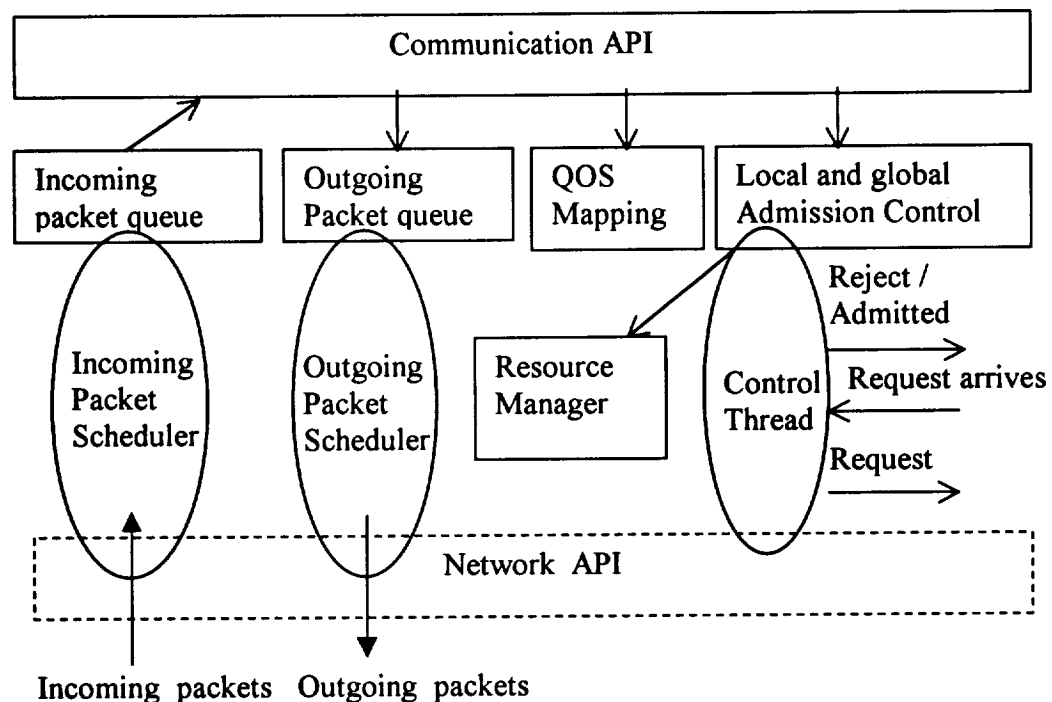 Communication API
Incoming
packet queue
Outgoing
Packet queue
QOS
Mapping
Local and global
Admission Control
Incoming
Packet
Scheduler
Outgoing
Packet
Scheduler
Resource
Manager
Control
Thread
Reject /
Admitted
Request arrives
Request
Network API
Incoming packets
Outgoing packets